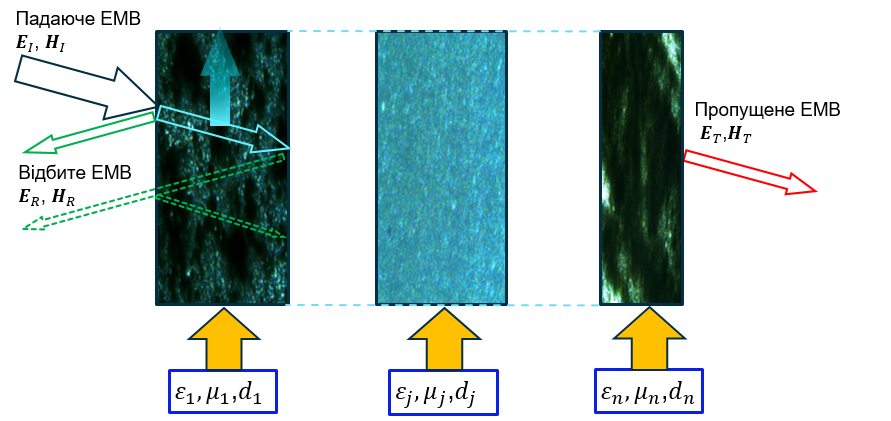 Падаюче ЕМВ
E_I, H_I
Відбите ЕМВ
E_R, H_R
Пропущене ЕМВ
E_T,H_T
ε_1,μ_1,d_1
ε_j,μ_j,d_j
ε_n,μ_n,d_n